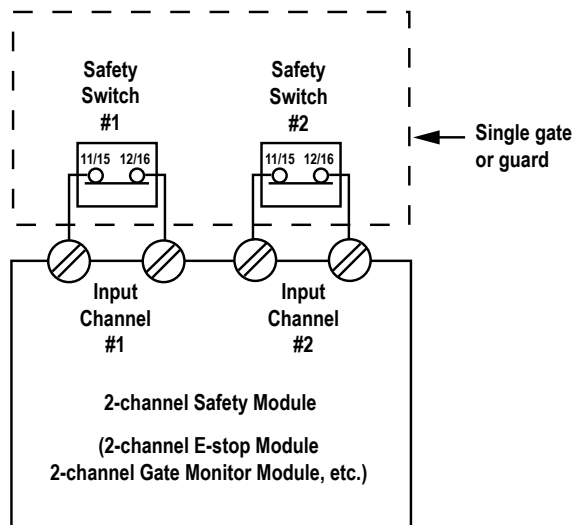 Safety
Switch
#1
Safety
Switch
#2
11/15 12/16
11/15 12/16
Single gate
or guard
Input
Channel
#1
Input
Channel
#2
2-channel Safety Module
(2-channel E-stop Module
2-channel Gate Monitor Module, etc.)